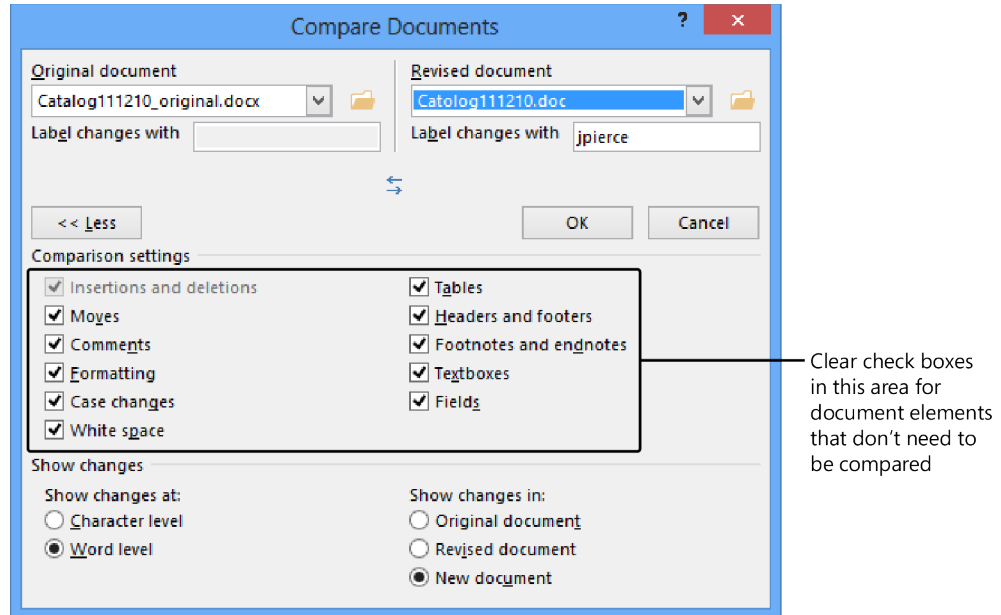 Compare Documents ?
Original document Revised document
Catalog111210_original.docx Catolog111210.doc
Label changes with Label changes with jpierce
<< Less OK Cancel
Comparison settings
Insertions and deletions Tables
Moves Headers and footers
Comments Footnotes and endnotes
Formatting Textboxes
Case changes Fields
White space
Clear check boxes
in this area for
document elements
that don't need to
be compared
Show changes
Show changes at: Show changes in:
Character level Original document
Word level Revised document
New document